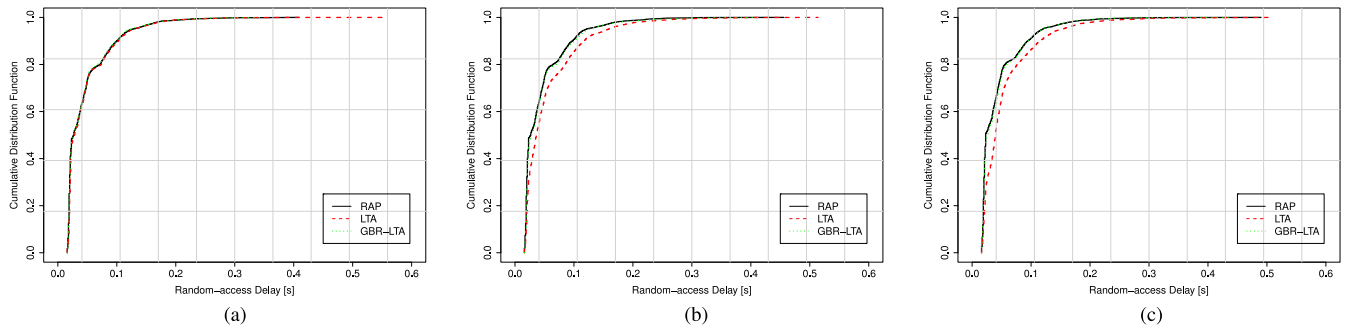 Cumulative Distribution Function
1.0
0.8
0.6
0.4
0.2
0.0
RAP
LTA
GBR−LTA
0.0 0.1 0.2 0.3 0.4 0.5 0.6
Random−access Delay [s]
(a)
Cumulative Distribution Function
1.0
0.8
0.6
0.4
0.2
0.0
RAP
LTA
GBR−LTA
0.0 0.1 0.2 0.3 0.4 0.5 0.6
Random−access Delay [s]
(b)
Cumulative Distribution Function
1.0
0.8
0.6
0.4
0.2
0.0
RAP
LTA
GBR−LTA
0.0 0.1 0.2 0.3 0.4 0.5 0.6
Random−access Delay [s]
(c)